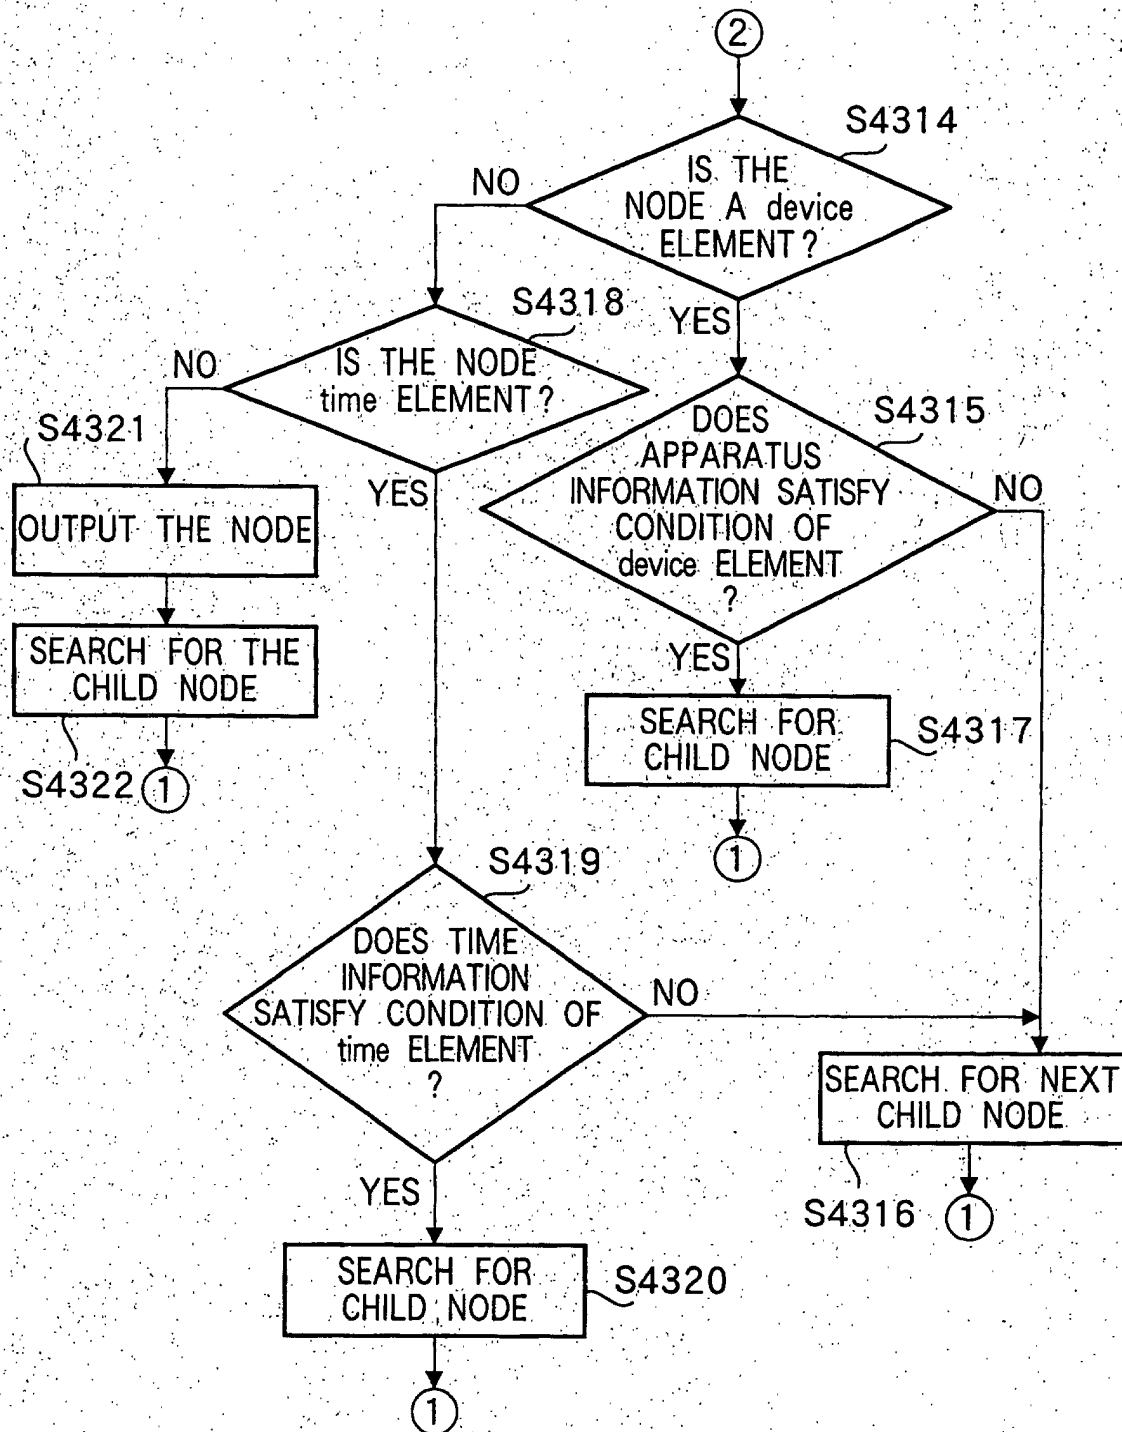 2
S4314
IS THE
NODE A device
ELEMENT?
NO
YES
S4318
IS THE NODE
time ELEMENT?
NO
YES
S4315
DOES
APPARATUS
INFORMATION SATISFY
CONDITION OF
device ELEMENT
?
NO
YES
S4321
OUTPUT THE NODE
SEARCH FOR THE
CHILD NODE
S4322
1
SEARCH FOR
CHILD NODE
S4317
1
S4319
DOES TIME
INFORMATION
SATISFY CONDITION OF
time ELEMENT
?
NO
YES
SEARCH FOR NEXT
CHILD NODE
S4316
1
SEARCH FOR
CHILD NODE
S4320
1